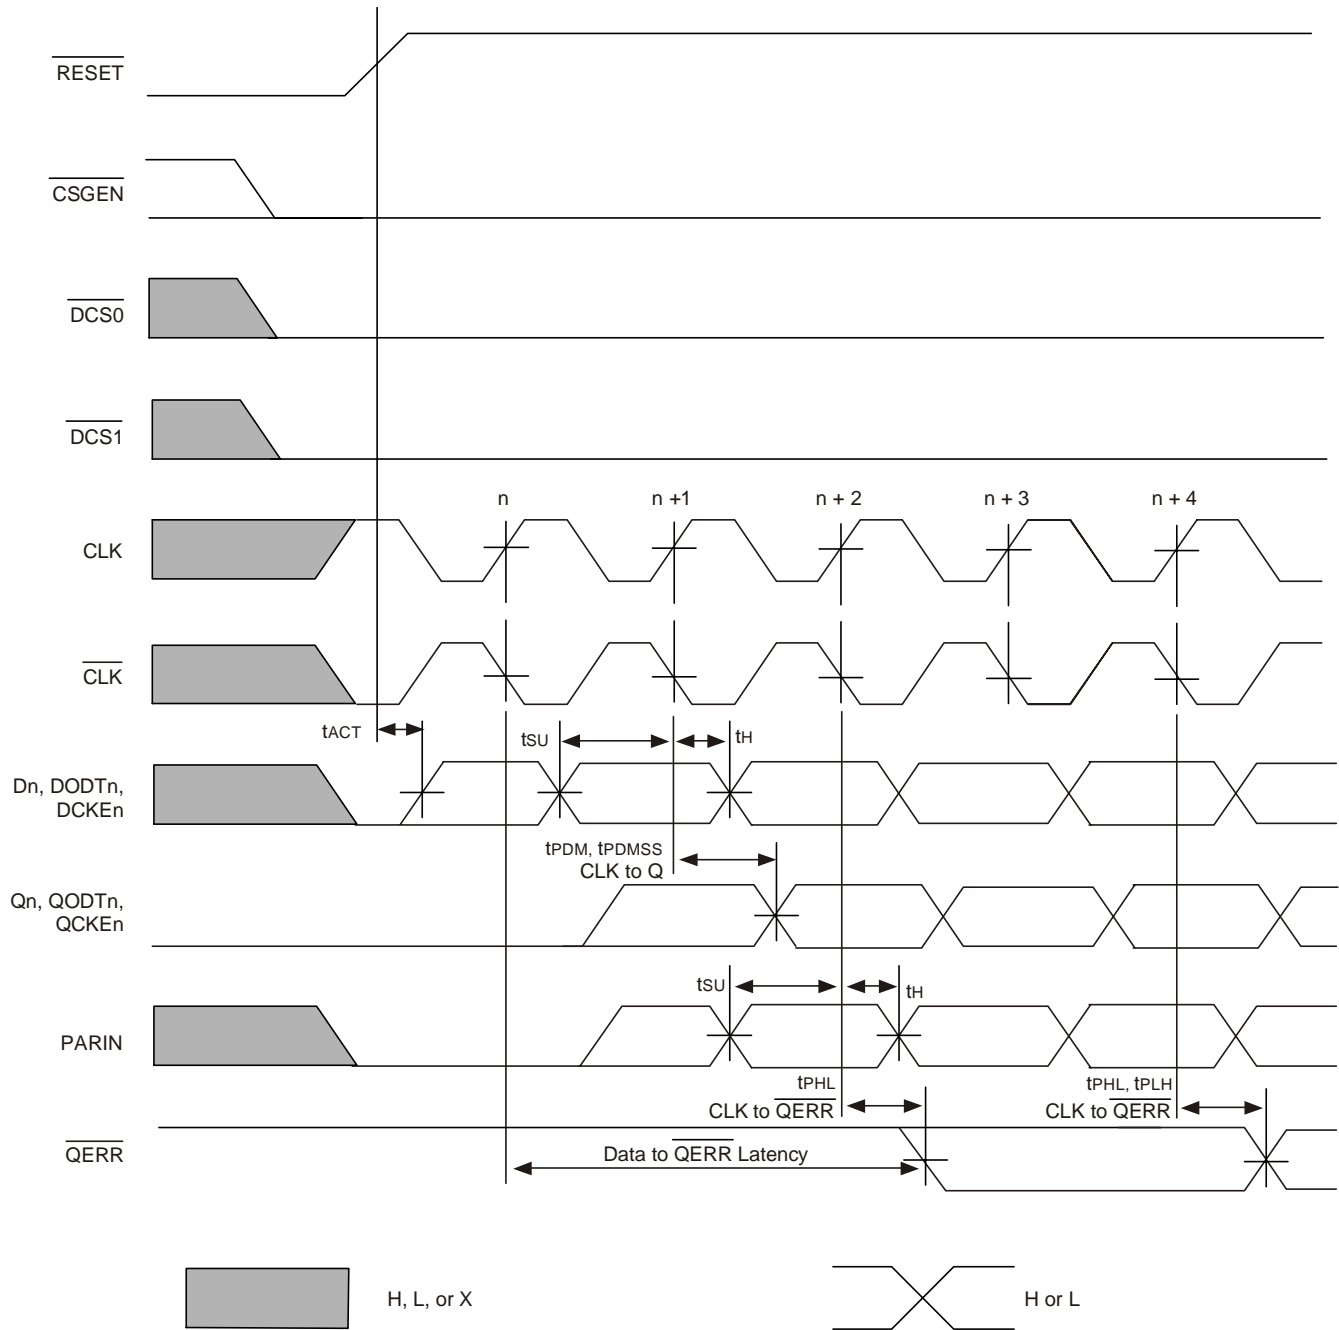 RESET
CSGEN
DCS0
DCS1
n
n +1
n + 2
n + 3
n + 4
CLK
CLK
tACT
tSU
tH
Dn, DODTn,
DCKEn
tPDM, tPDMSS
CLK to Q
Qn, QODTn,
QCKEn
tSU
tH
PARIN
tPHL
CLK to QERR
tPHL, tPLH
CLK to QERR
QERR
Data to QERR Latency
H, L, or X
H or L